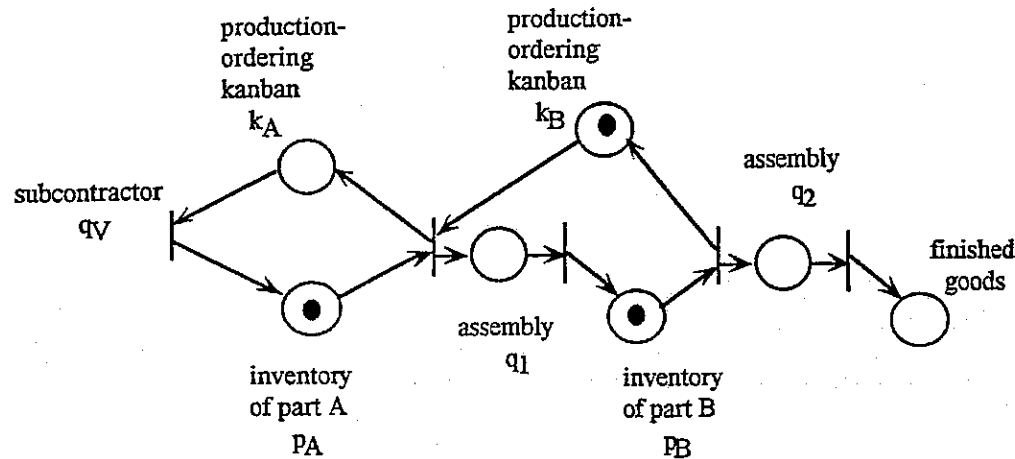 production-
ordering
kanban
kA
production-
ordering
kanban
kB
assembly
q2
subcontractor
qV
finished
goods
assembly
q1
inventory
of part A
pA
inventory
of part B
pB